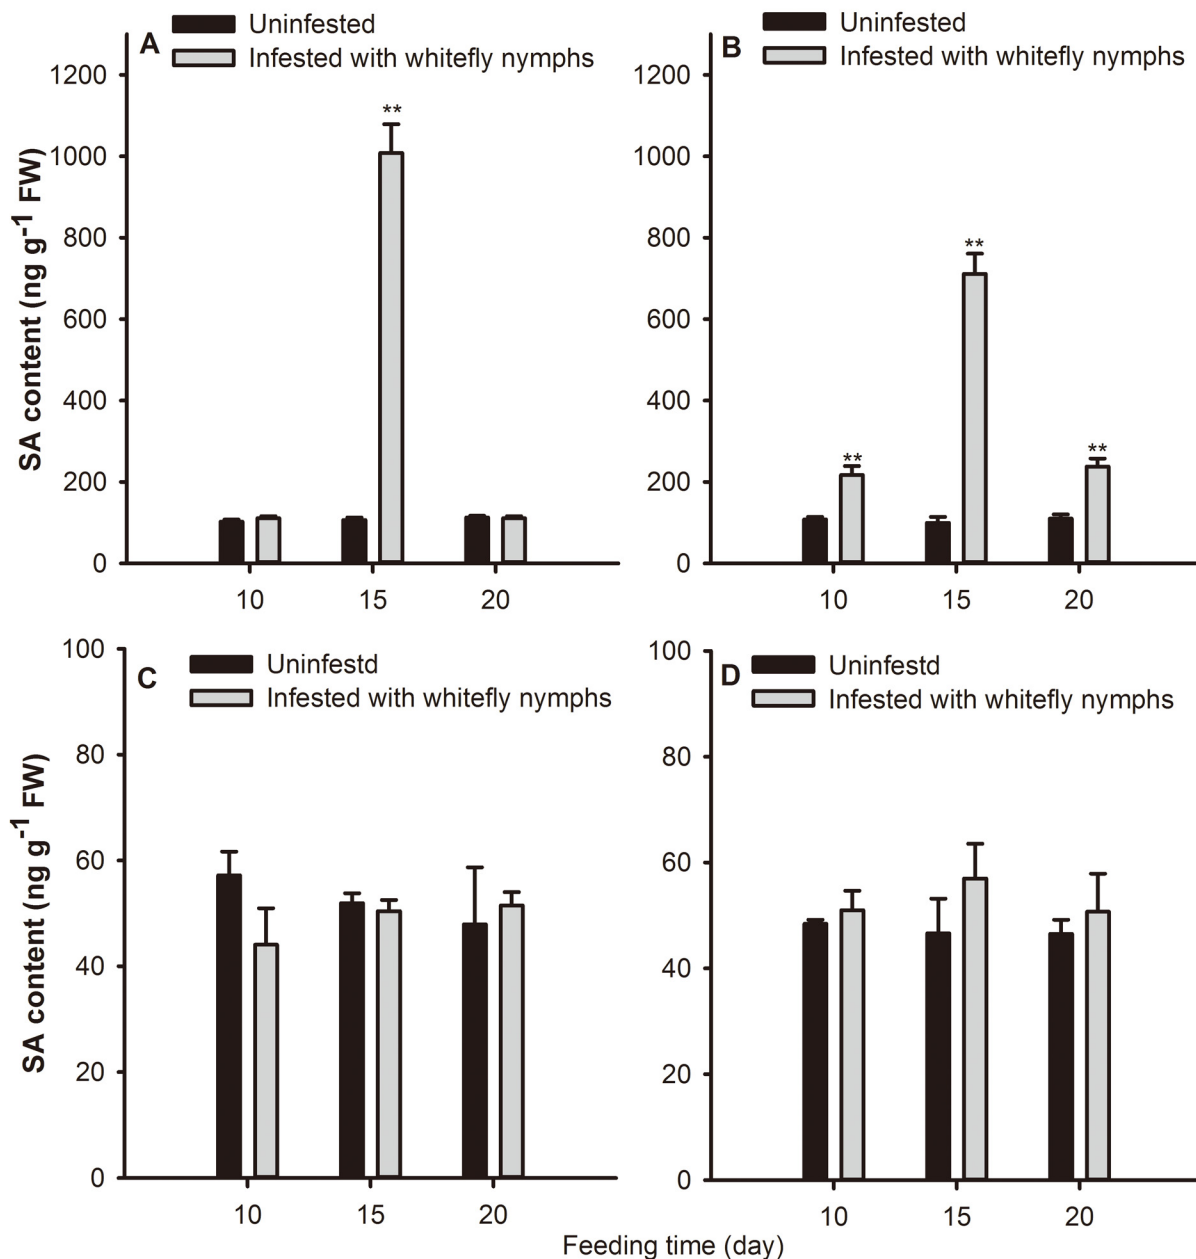 A
Uninfested
Infested with whitefly nymphs
**
1200
1000
800
600
400
200
0
SA content (ng g⁻¹ FW)
10
15
20
B
Uninfested
Infested with whitefly nymphs
**
**
**
1200
1000
800
600
400
200
0
10
15
20
C
Uninfestd
Infested with whitefly nymphs
100
80
60
40
20
0
SA content (ng g⁻¹ FW)
10
15
20
D
Uninfestd
Infested with whitefly nymphs
100
80
60
40
20
0
10
15
20
Feeding time (day)